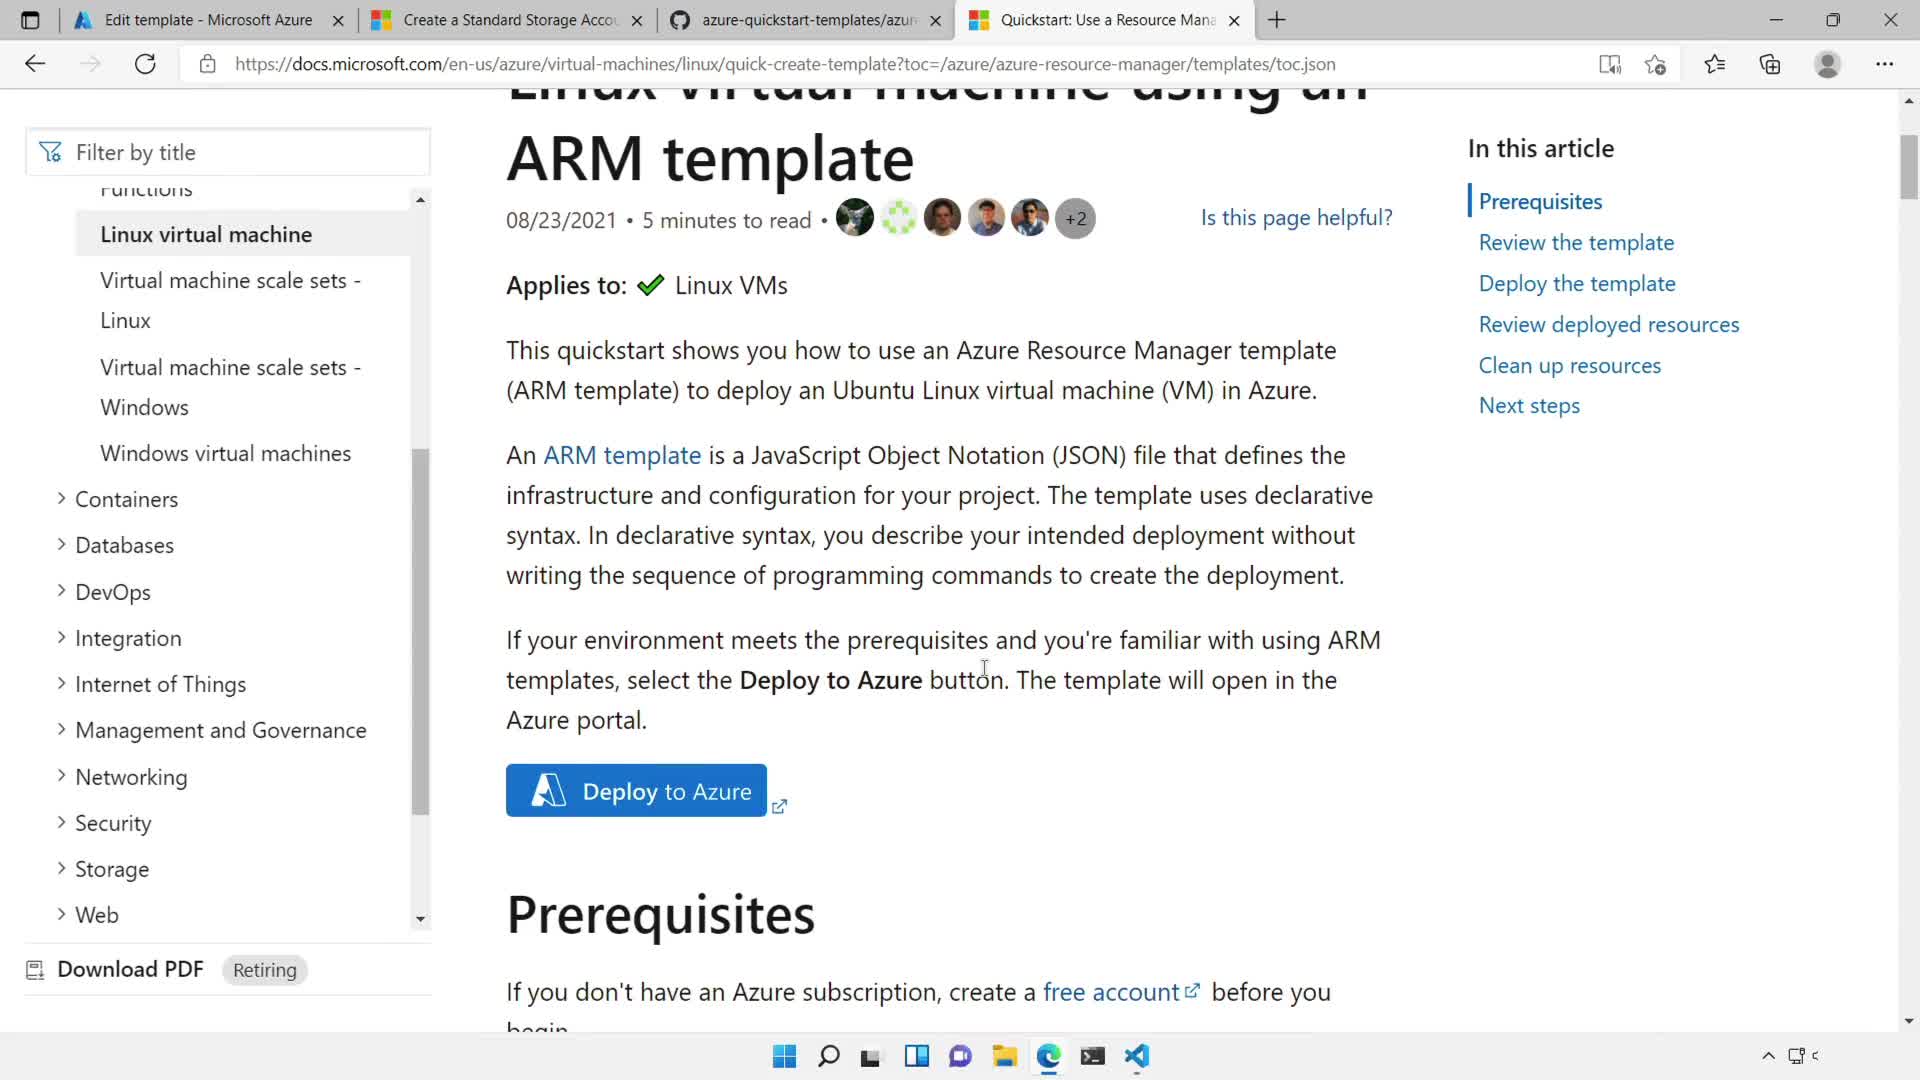 Edit template - Microsoft Azure
Create a Standard Storage Accou
azure-quickstart-templates/azur
Quickstart: Use a Resource Mana
https://docs.microsoft.com/en-us/azure/virtual-machines/linux/quick-create-template?toc=/azure/azure-resource-manager/templates/toc.json
Filter by title
Functions
Linux virtual machine
Virtual machine scale sets -
Linux
Virtual machine scale sets -
Windows
Windows virtual machines
Containers
Databases
DevOps
Integration
Internet of Things
Management and Governance
Networking
Security
Storage
Web
Download PDF
Retiring
Linux virtual machine using an
ARM template
08/23/2021 • 5 minutes to read •
+2
Is this page helpful?
Applies to: Linux VMs
This quickstart shows you how to use an Azure Resource Manager template
(ARM template) to deploy an Ubuntu Linux virtual machine (VM) in Azure.
An ARM template is a JavaScript Object Notation (JSON) file that defines the
infrastructure and configuration for your project. The template uses declarative
syntax. In declarative syntax, you describe your intended deployment without
writing the sequence of programming commands to create the deployment.
If your environment meets the prerequisites and you're familiar with using ARM
templates, select the Deploy to Azure button. The template will open in the
Azure portal.
Deploy to Azure
Prerequisites
If you don't have an Azure subscription, create a free account before you
begin
In this article
Prerequisites
Review the template
Deploy the template
Review deployed resources
Clean up resources
Next steps